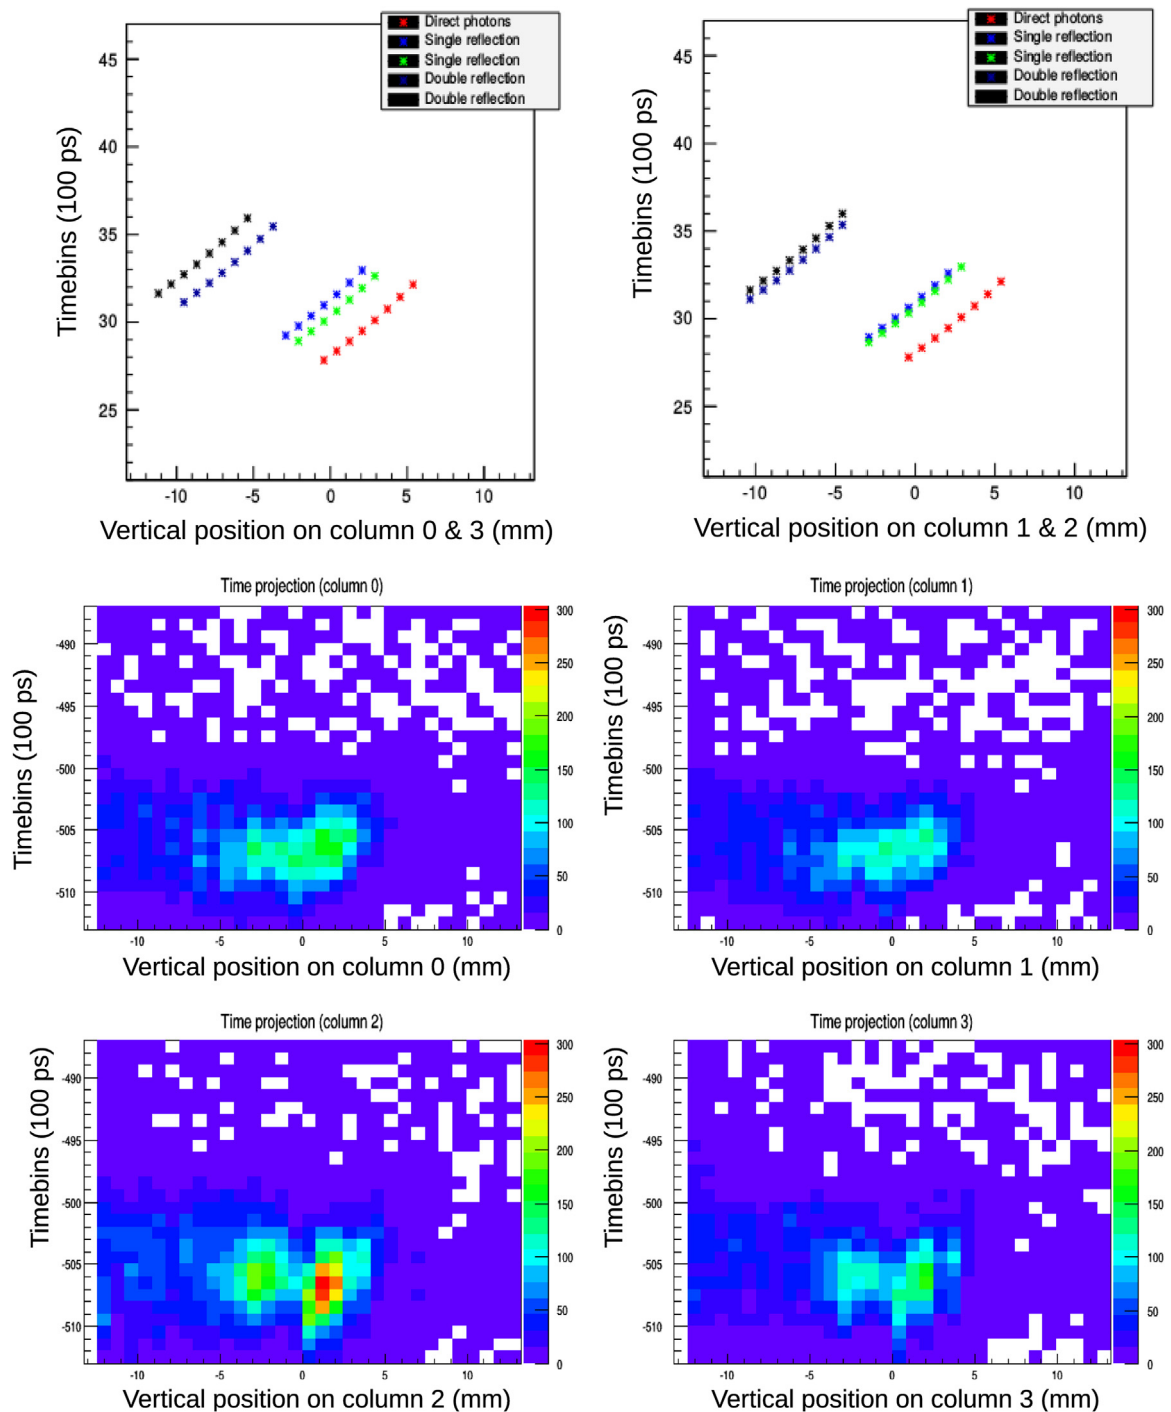 Direct photons
Single reflection
Single reflection
Double reflection
Double reflection
45
40
35
30
25
Timebins (100 ps)
-10 -5 0 5 10
Vertical position on column 0 & 3 (mm)
Direct photons
Single reflection
Single reflection
Double reflection
Double reflection
45
40
35
30
25
Timebins (100 ps)
-10 -5 0 5 10
Vertical position on column 1 & 2 (mm)
Time projection (column 0)
-490
-495
-500
-505
-510
Timebins (100 ps)
-10 -5 0 5 10
300
250
200
150
100
50
0
Vertical position on column 0 (mm)
Time projection (column 1)
-490
-495
-500
-505
-510
Timebins (100 ps)
-10 -5 0 5 10
300
250
200
150
100
50
0
Vertical position on column 1 (mm)
Time projection (column 2)
-490
-495
-500
-505
-510
Timebins (100 ps)
-10 -5 0 5 10
300
250
200
150
100
50
0
Vertical position on column 2 (mm)
Time projection (column 3)
-490
-495
-500
-505
-510
Timebins (100 ps)
-10 -5 0 5 10
300
250
200
150
100
50
0
Vertical position on column 3 (mm)